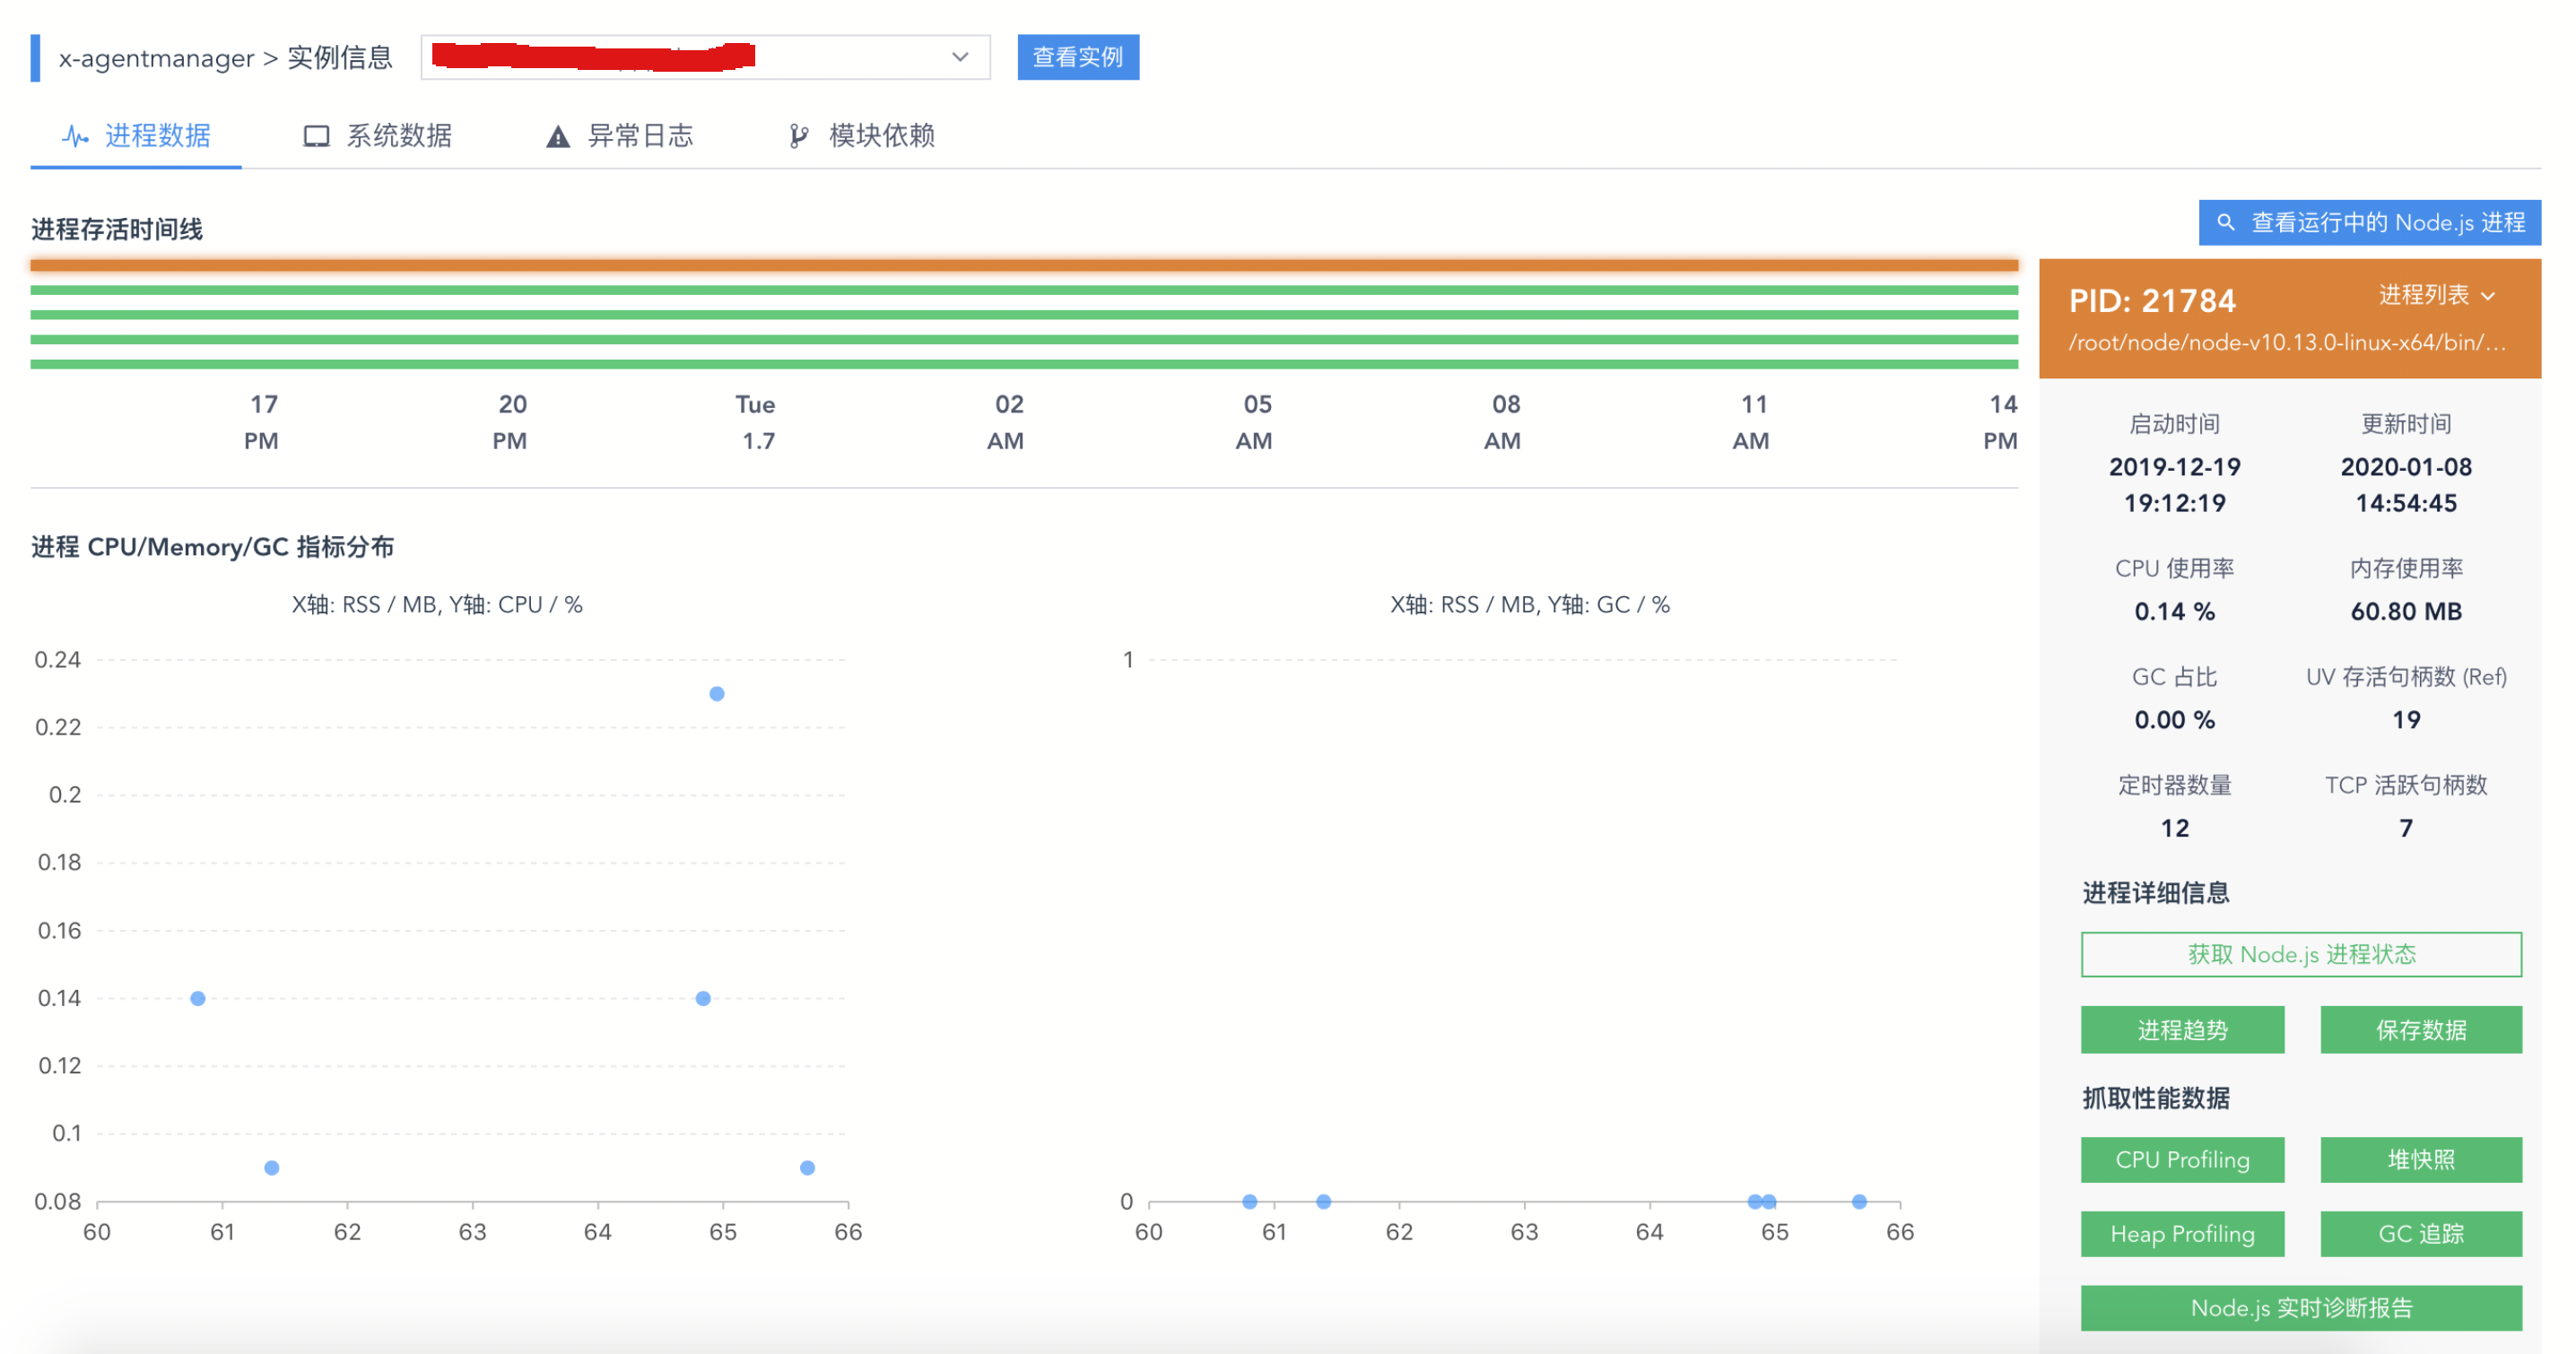 x-agentmanager > 实例信息
查看实例
进程数据 系统数据 异常日志 模块依赖
进程存活时间线
查看运行中的 Node.js 进程
17 PM
20 PM
Tue 1.7
02 AM
05 AM
08 AM
11 AM
14 PM
进程 CPU/Memory/GC 指标分布
X轴: RSS / MB, Y轴: CPU / %
0.24
0.22
0.2
0.18
0.16
0.14
0.12
0.1
0.08
60 61 62 63 64 65 66
X轴: RSS / MB, Y轴: GC / %
1
0
60 61 62 63 64 65 66
PID: 21784
进程列表
/root/node/node-v10.13.0-linux-x64/bin/...
启动时间
2019-12-19
19:12:19
更新时间
2020-01-08
14:54:45
CPU 使用率
0.14 %
内存使用率
60.80 MB
GC 占比
0.00 %
UV 存活句柄数 (Ref)
19
定时器数量
12
TCP 活跃句柄数
7
进程详细信息
获取 Node.js 进程状态
进程趋势
保存数据
抓取性能数据
CPU Profiling
堆快照
Heap Profiling
GC 追踪
Node.js 实时诊断报告